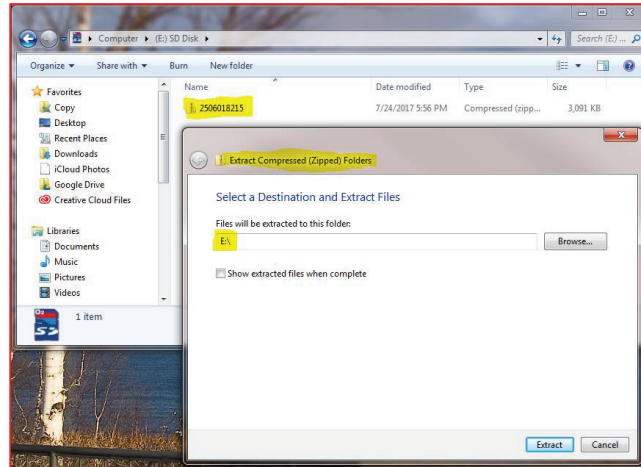 Computer ▸ (E:) SD Disk ▸
Search (E:) ...
Organize ▾ Share with ▾ Burn New folder
Favorites
Copy
Desktop
Recent Places
Downloads
iCloud Photos
Google Drive
Creative Cloud Files
Libraries
Documents
Music
Pictures
Videos
Name Date modified Type Size
2506018215 7/24/2017 5:56 PM Compressed (zipp... 3,091 KB
1 item
Extract Compressed (Zipped) Folders
Select a Destination and Extract Files
Files will be extracted to this folder:
E:\
Browse...
Show extracted files when complete
Extract Cancel